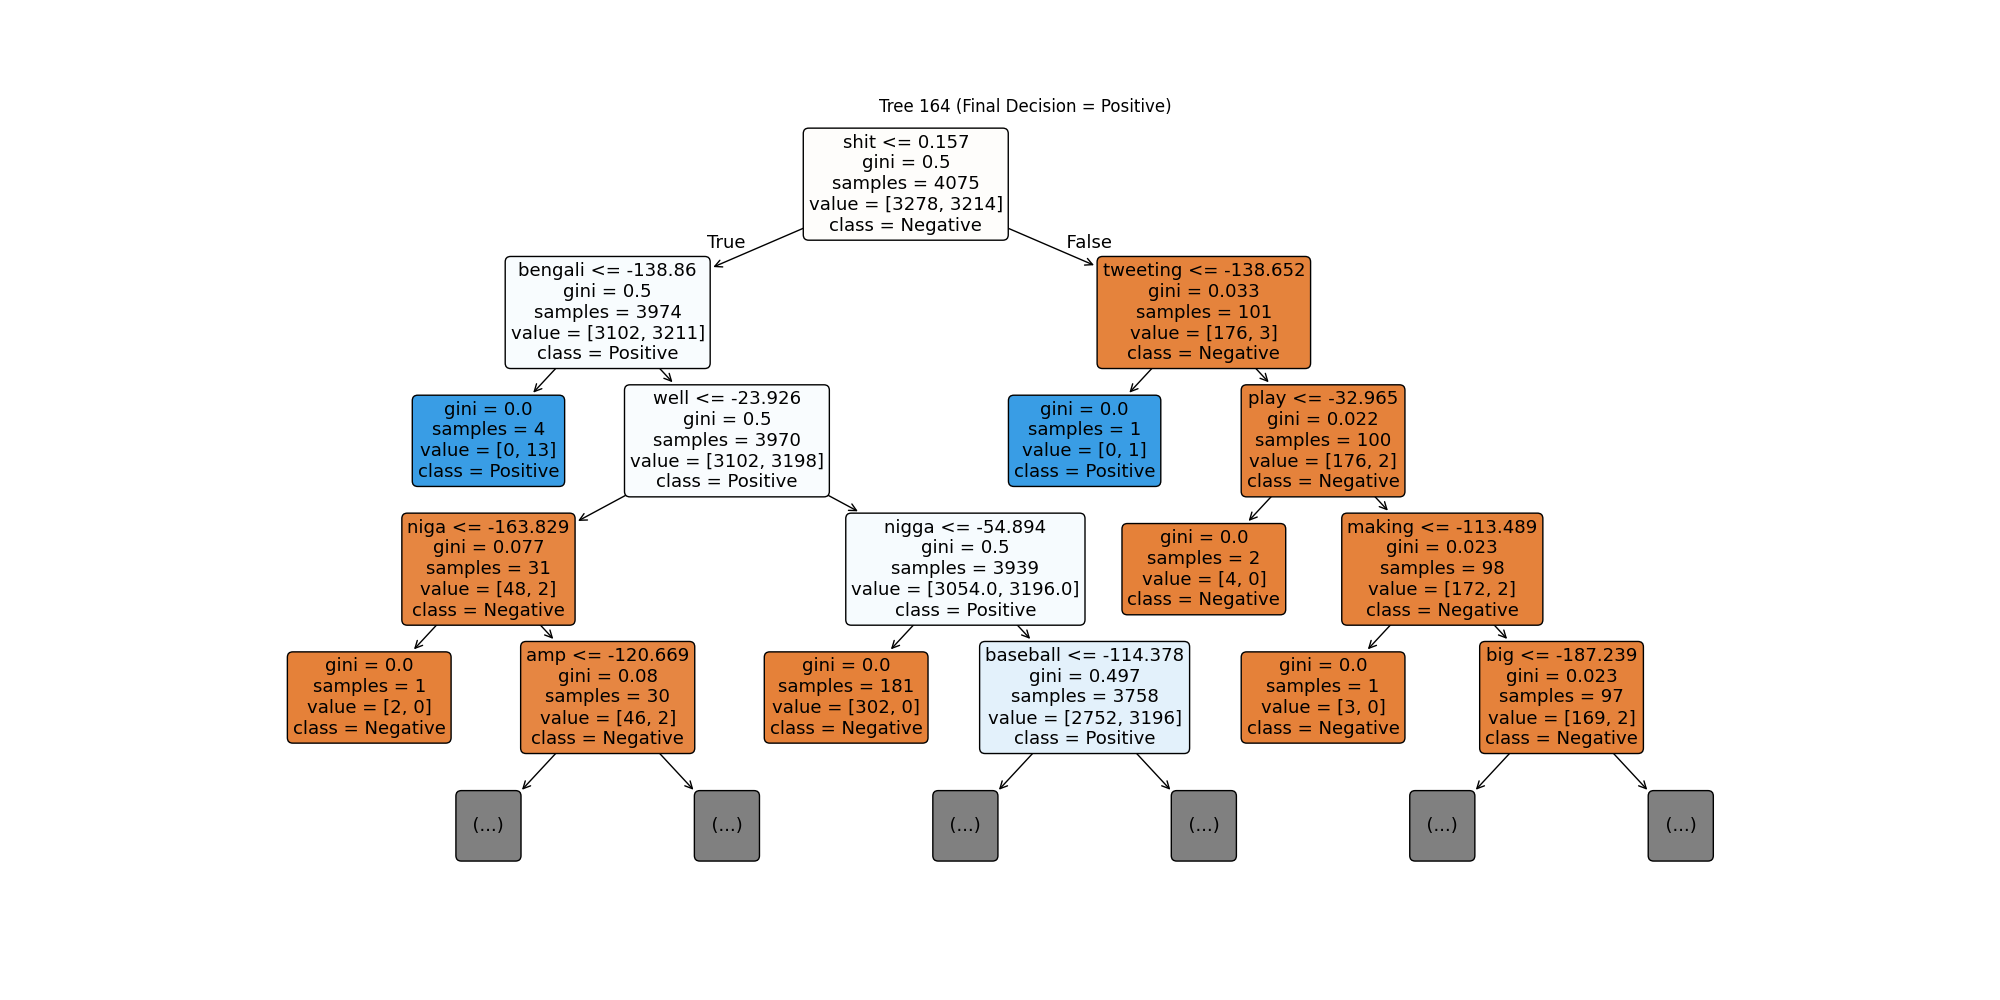 Tree 164 (Final Decision = Positive)
shit <= 0.157
gini = 0.5
samples = 4075
value = [3278, 3214]
class = Negative
True
False
bengali <= -138.86
gini = 0.5
samples = 3974
value = [3102, 3211]
class = Positive
tweeting <= -138.652
gini = 0.033
samples = 101
value = [176, 3]
class = Negative
gini = 0.0
samples = 4
value = [0, 13]
class = Positive
well <= -23.926
gini = 0.5
samples = 3970
value = [3102, 3198]
class = Positive
gini = 0.0
samples = 1
value = [0, 1]
class = Positive
play <= -32.965
gini = 0.022
samples = 100
value = [176, 2]
class = Negative
niga <= -163.829
gini = 0.077
samples = 31
value = [48, 2]
class = Negative
nigga <= -54.894
gini = 0.5
samples = 3939
value = [3054.0, 3196.0]
class = Positive
gini = 0.0
samples = 2
value = [4, 0]
class = Negative
making <= -113.489
gini = 0.023
samples = 98
value = [172, 2]
class = Negative
gini = 0.0
samples = 1
value = [2, 0]
class = Negative
amp <= -120.669
gini = 0.08
samples = 30
value = [46, 2]
class = Negative
gini = 0.0
samples = 181
value = [302, 0]
class = Negative
baseball <= -114.378
gini = 0.497
samples = 3758
value = [2752, 3196]
class = Positive
gini = 0.0
samples = 1
value = [3, 0]
class = Negative
big <= -187.239
gini = 0.023
samples = 97
value = [169, 2]
class = Negative
(...)
(...)
(...)
(...)
(...)
(...)